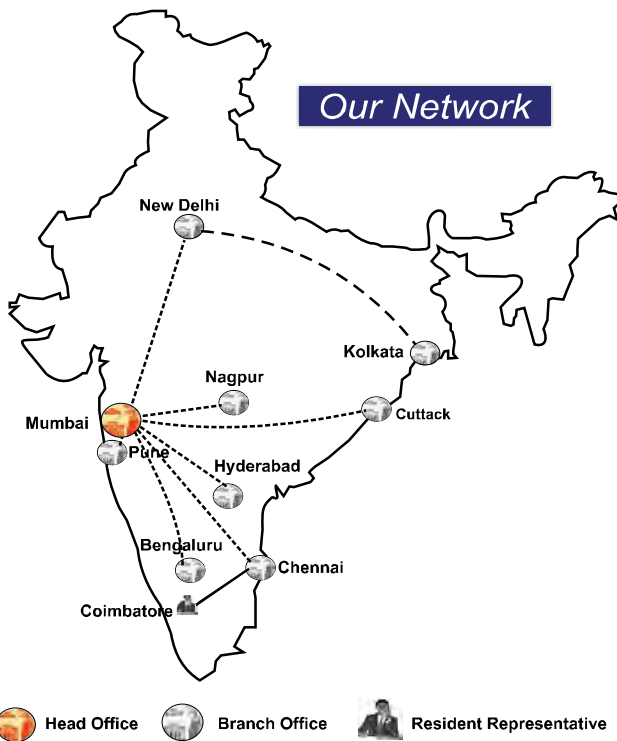 Our Network
New Delhi
Kolkata
Nagpur
Mumbai
Cuttack
Pune
Hyderabad
Bengaluru
Chennai
Coimbatore
Head Office
Branch Office
Resident Representative